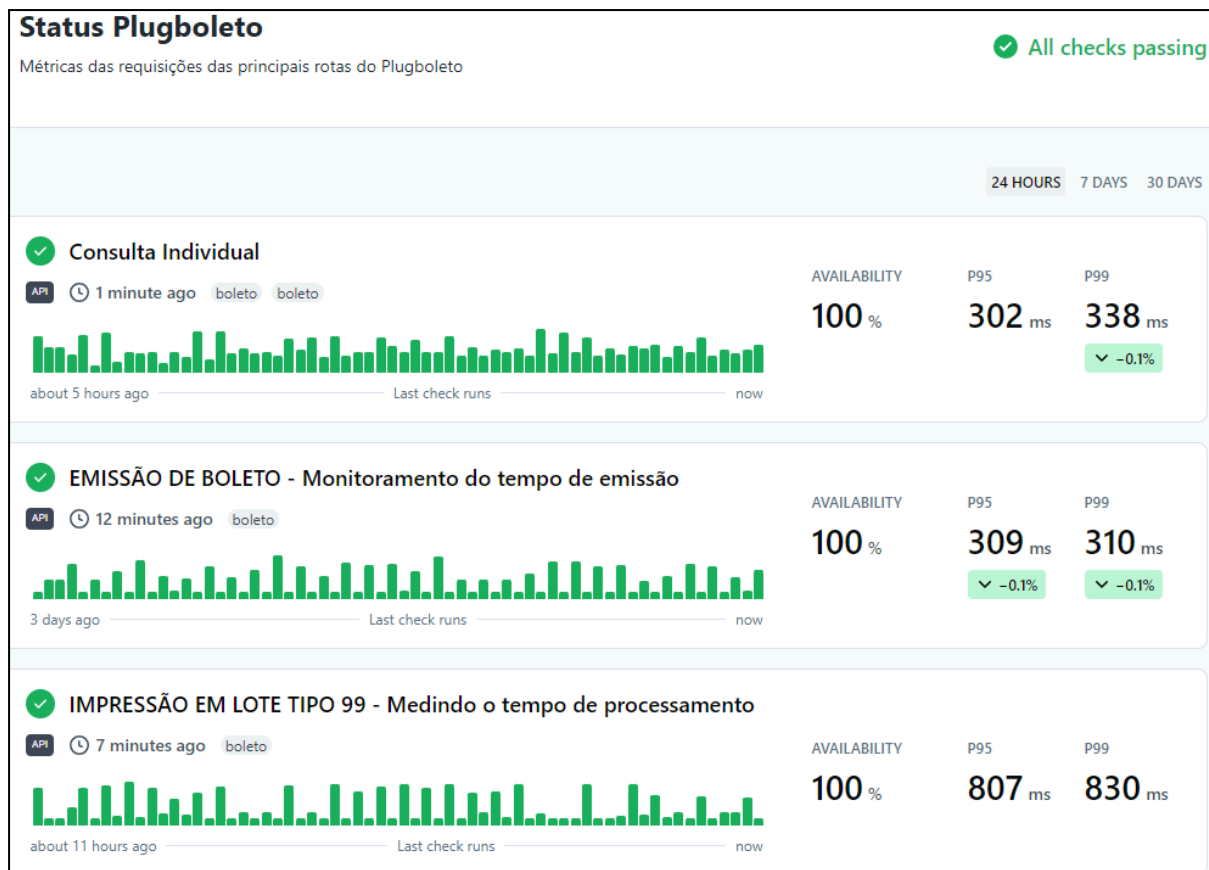 Status Plugboleto
All checks passing
Métricas das requisições das principais rotas do Plugboleto
24 HOURS 7 DAYS 30 DAYS
Consulta Individual
API 1 minute ago boleto boleto
AVAILABILITY P95 P99
100 % 302 ms 338 ms
−0.1%
about 5 hours ago Last check runs now
EMISSÃO DE BOLETO - Monitoramento do tempo de emissão
API 12 minutes ago boleto
AVAILABILITY P95 P99
100 % 309 ms 310 ms
−0.1% −0.1%
3 days ago Last check runs now
IMPRESSÃO EM LOTE TIPO 99 - Medindo o tempo de processamento
API 7 minutes ago boleto
AVAILABILITY P95 P99
100 % 807 ms 830 ms
about 11 hours ago Last check runs now